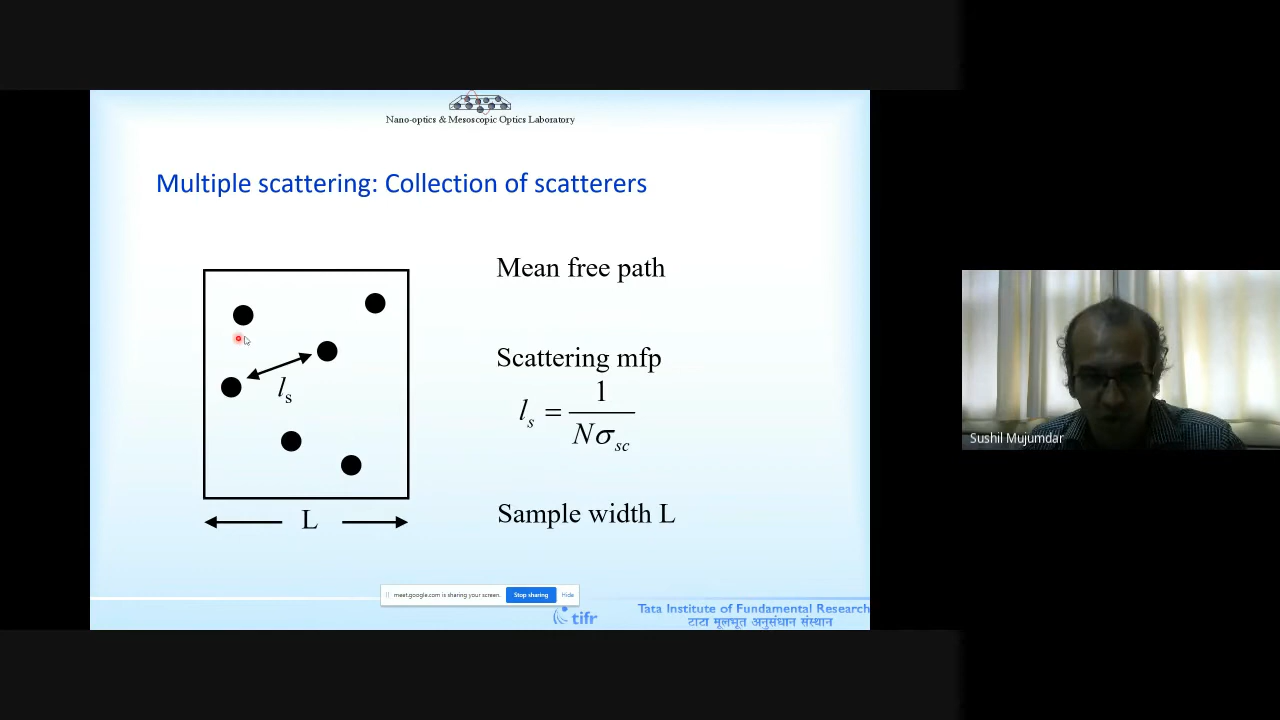 Nano-optics & Mesoscopic Optics Laboratory
Multiple scattering: Collection of scatterers
Mean free path
Scattering mfp
l_s = 1 / Nσ_sc
l_s
Sample width L
L
Sushil Mujumdar
meet.google.com is sharing your screen.
Stop sharing
Hide
tifr
Tata Institute of Fundamental Research
टाटा मूलभूत अनुसंधान संस्थान